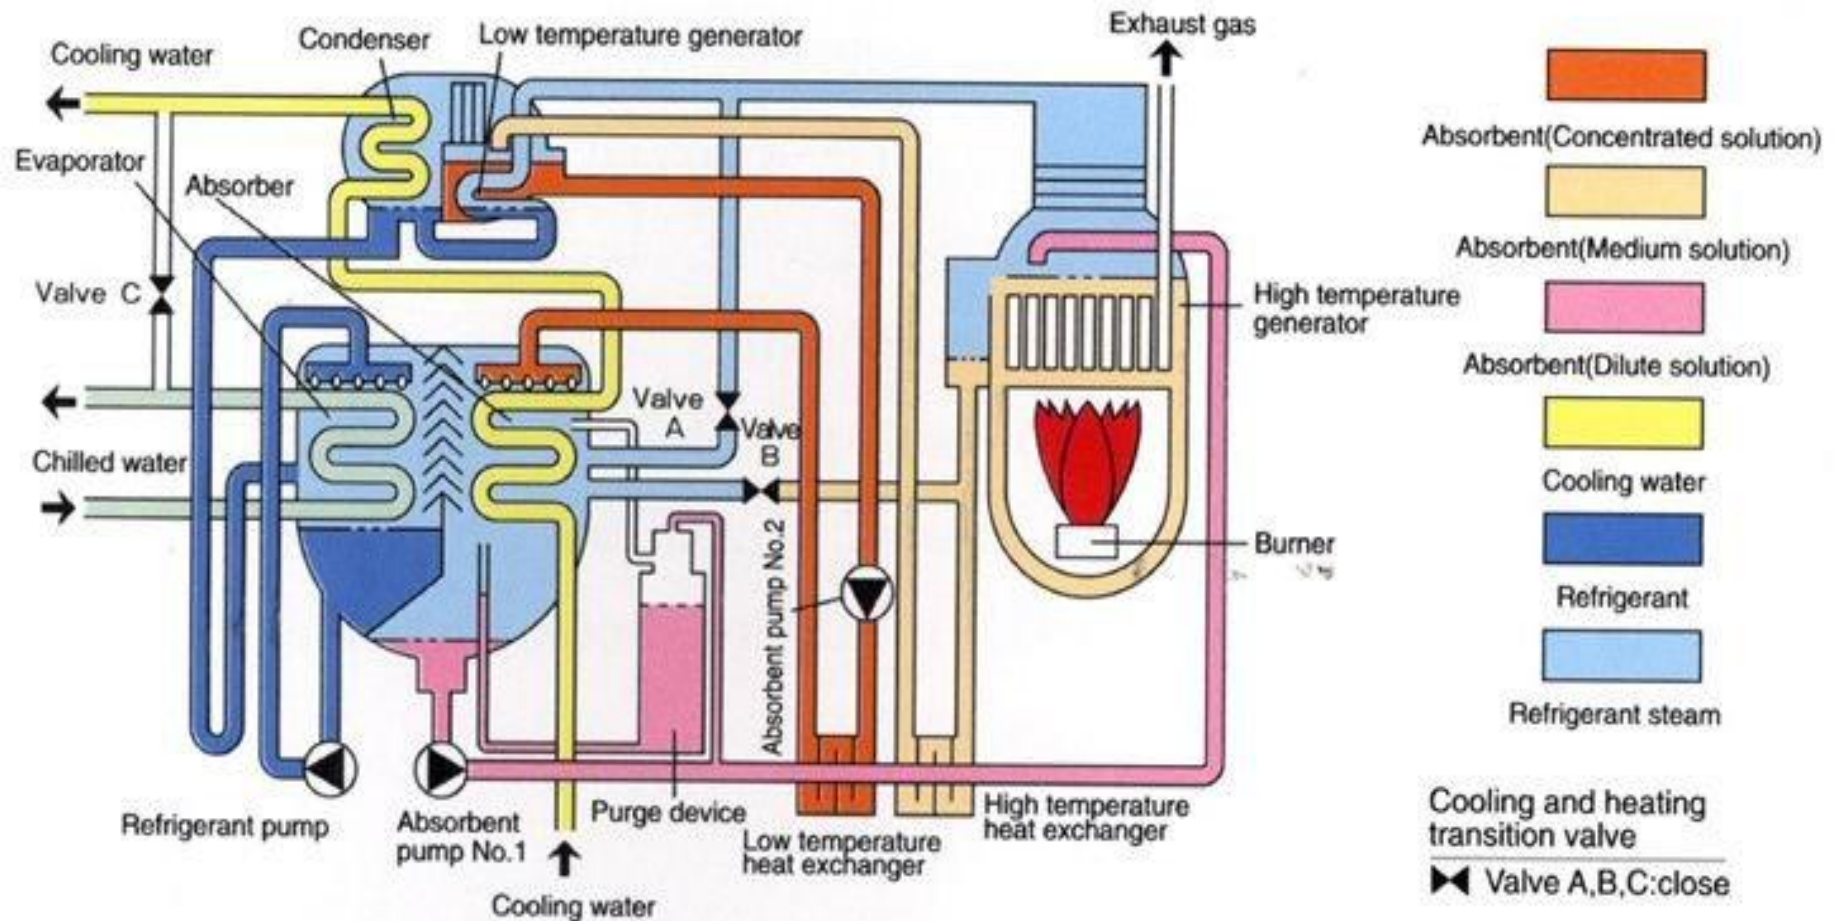 Exhaust gas
Condenser
Low temperature generator
Cooling water
Evaporator
Absorber
Valve C
Chilled water
Valve
A
Valve
B
High temperature
generator
Burner
Absorbent pump No.2
Refrigerant pump
Absorbent
pump No.1
Purge device
Low temperature
heat exchanger
High temperature
heat exchanger
Cooling water
Absorbent(Concentrated solution)
Absorbent(Medium solution)
Absorbent(Dilute solution)
Cooling water
Refrigerant
Refrigerant steam
Cooling and heating
transition valve
Valve A,B,C:close